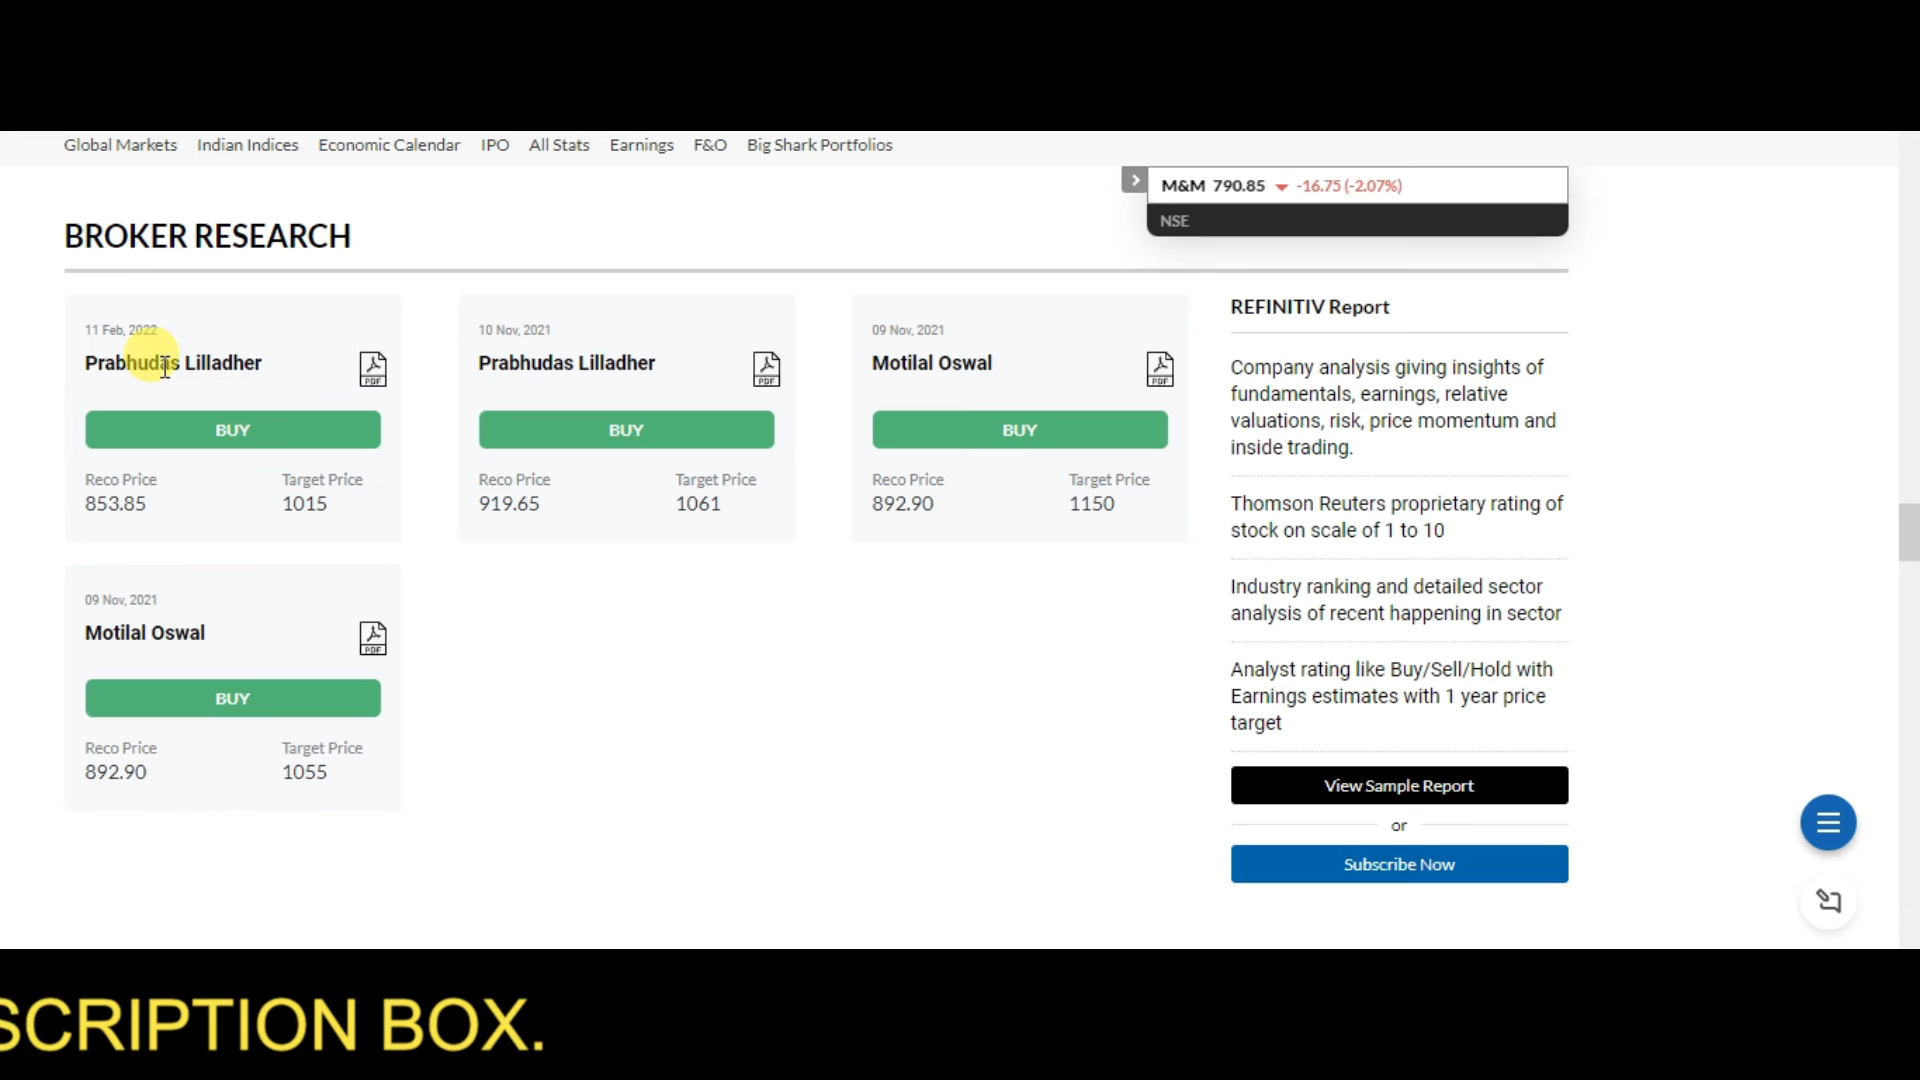 Global Markets Indian Indices Economic Calendar IPO All Stats Earnings F&O Big Shark Portfolios
M&M 790.85 -16.75 (-2.07%)
NSE
BROKER RESEARCH
11 Feb, 2022
Prabhudas Lilladher
PDF
BUY
Reco Price Target Price
853.85 1015
10 Nov, 2021
Prabhudas Lilladher
PDF
BUY
Reco Price Target Price
919.65 1061
09 Nov, 2021
Motilal Oswal
PDF
BUY
Reco Price Target Price
892.90 1150
09 Nov, 2021
Motilal Oswal
PDF
BUY
Reco Price Target Price
892.90 1055
REFINITIV Report
Company analysis giving insights of
fundamentals, earnings, relative
valuations, risk, price momentum and
inside trading.
Thomson Reuters proprietary rating of
stock on scale of 1 to 10
Industry ranking and detailed sector
analysis of recent happening in sector
Analyst rating like Buy/Sell/Hold with
Earnings estimates with 1 year price
target
View Sample Report
or
Subscribe Now
SCRIPTION BOX.